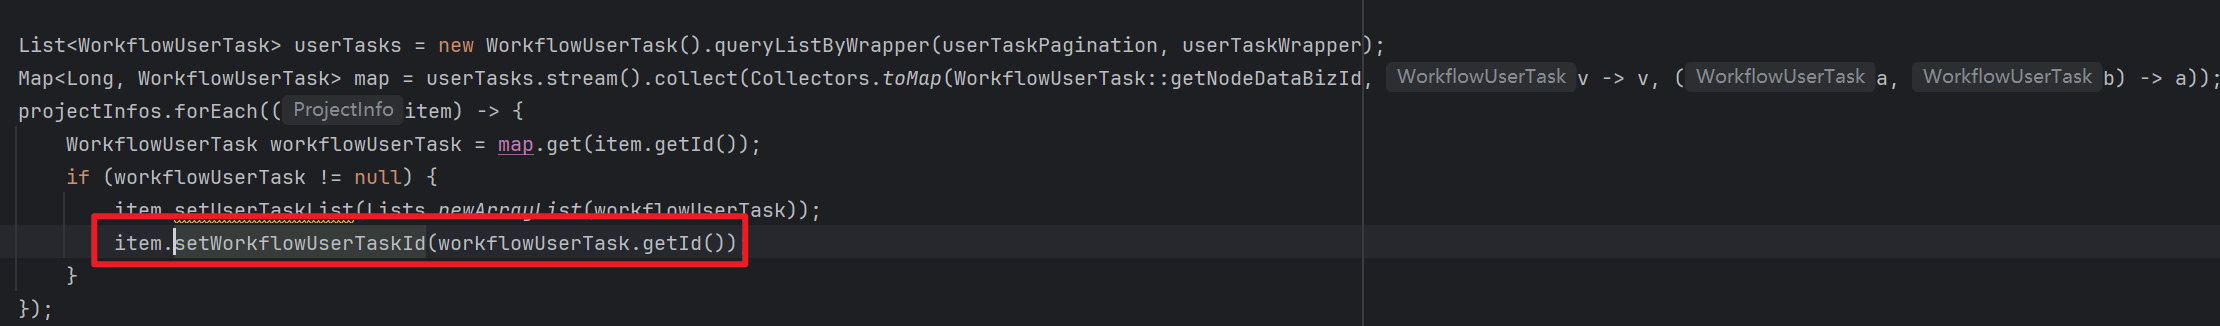 List<WorkflowUserTask> userTasks = new WorkflowUserTask().queryListByWrapper(userTaskPagination, userTaskWrapper);
Map<Long, WorkflowUserTask> map = userTasks.stream().collect(Collectors.toMap(WorkflowUserTask::getNodeDataBizId, WorkflowUserTask v -> v, (WorkflowUserTask a, WorkflowUserTask b) -> a));
projectInfos.forEach((ProjectInfo item) -> {
WorkflowUserTask workflowUserTask = map.get(item.getId());
if (workflowUserTask != null) {
item.setUserTaskList(Lists.newArrayList(workflowUserTask));
item.setWorkflowUserTaskId(workflowUserTask.getId())
}
});